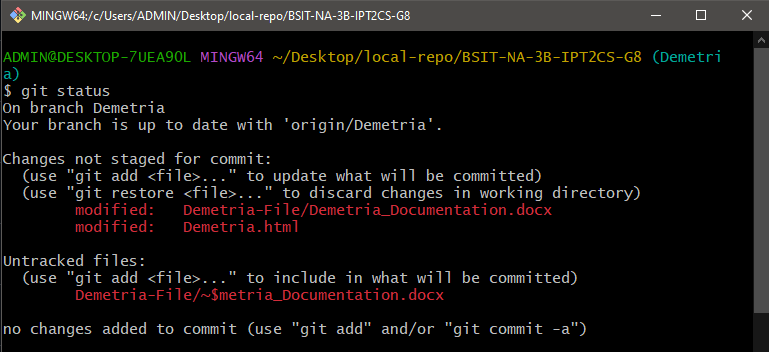 MINGW64:/c/Users/ADMIN/Desktop/local-repo/BSIT-NA-3B-IPT2CS-G8
ADMIN@DESKTOP-7UEA9OL MINGW64 ~/Desktop/local-repo/BSIT-NA-3B-IPT2CS-G8 (Demetri
a)
$ git status
On branch Demetria
Your branch is up to date with 'origin/Demetria'.
Changes not staged for commit:
  (use "git add <file>..." to update what will be committed)
  (use "git restore <file>..." to discard changes in working directory)
        modified:   Demetria-File/Demetria_Documentation.docx
        modified:   Demetria.html
Untracked files:
  (use "git add <file>..." to include in what will be committed)
        Demetria-File/~$metria_Documentation.docx
no changes added to commit (use "git add" and/or "git commit -a")